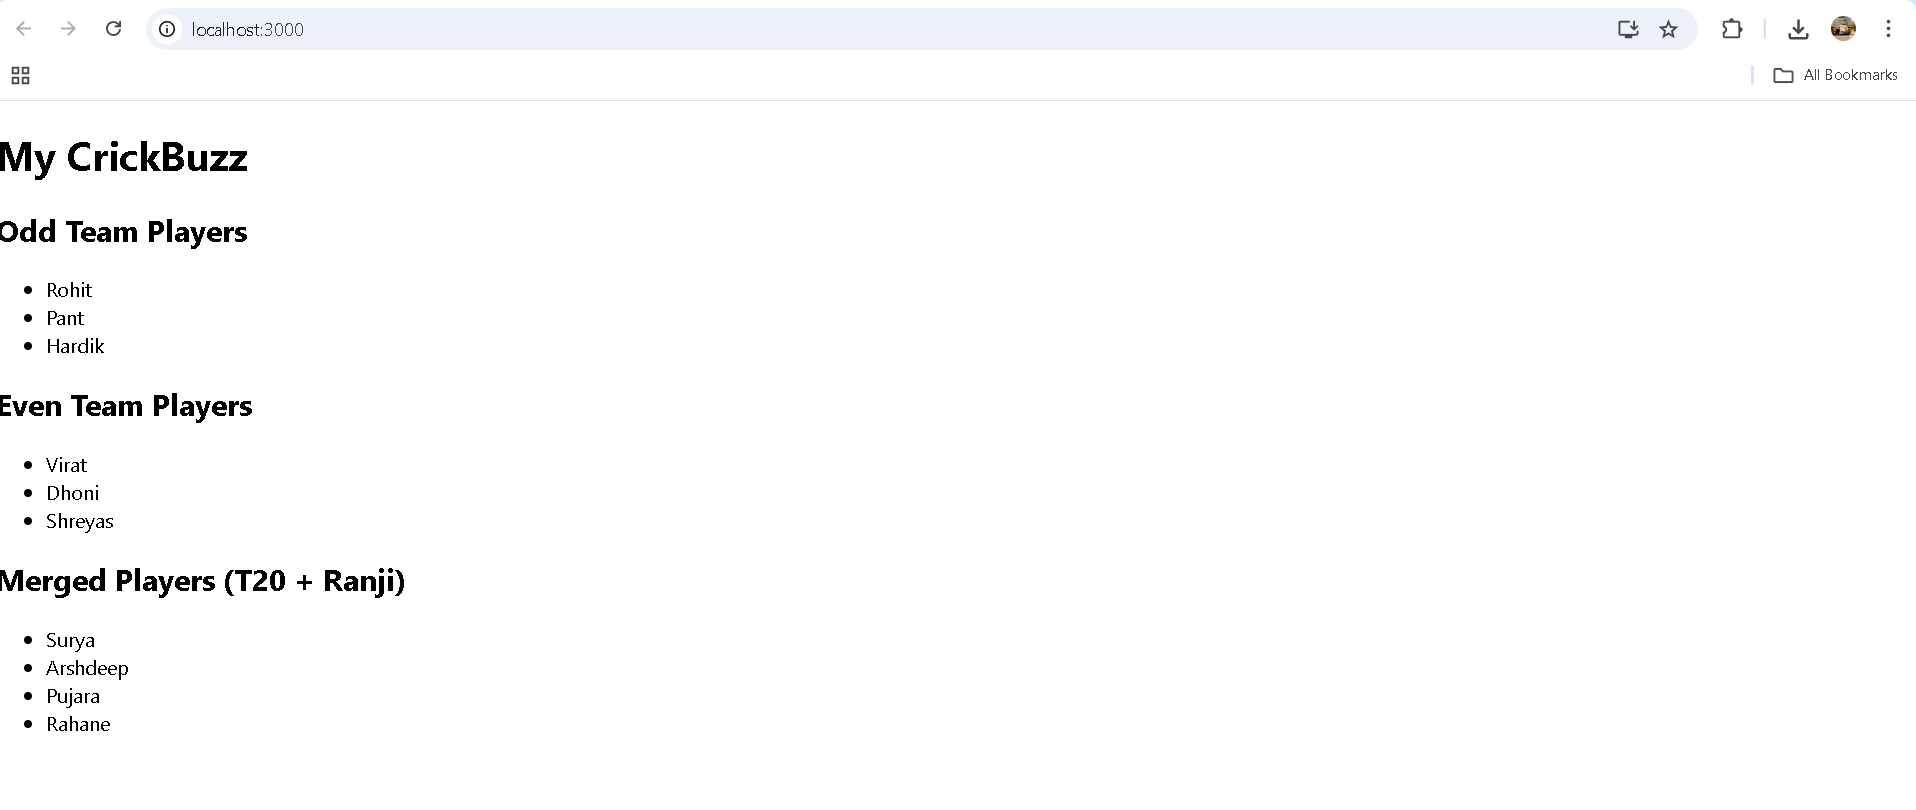 localhost:3000
All Bookmarks
My CrickBuzz
Odd Team Players
Rohit
Pant
Hardik
Even Team Players
Virat
Dhoni
Shreyas
Merged Players (T20 + Ranji)
Surya
Arshdeep
Pujara
Rahane